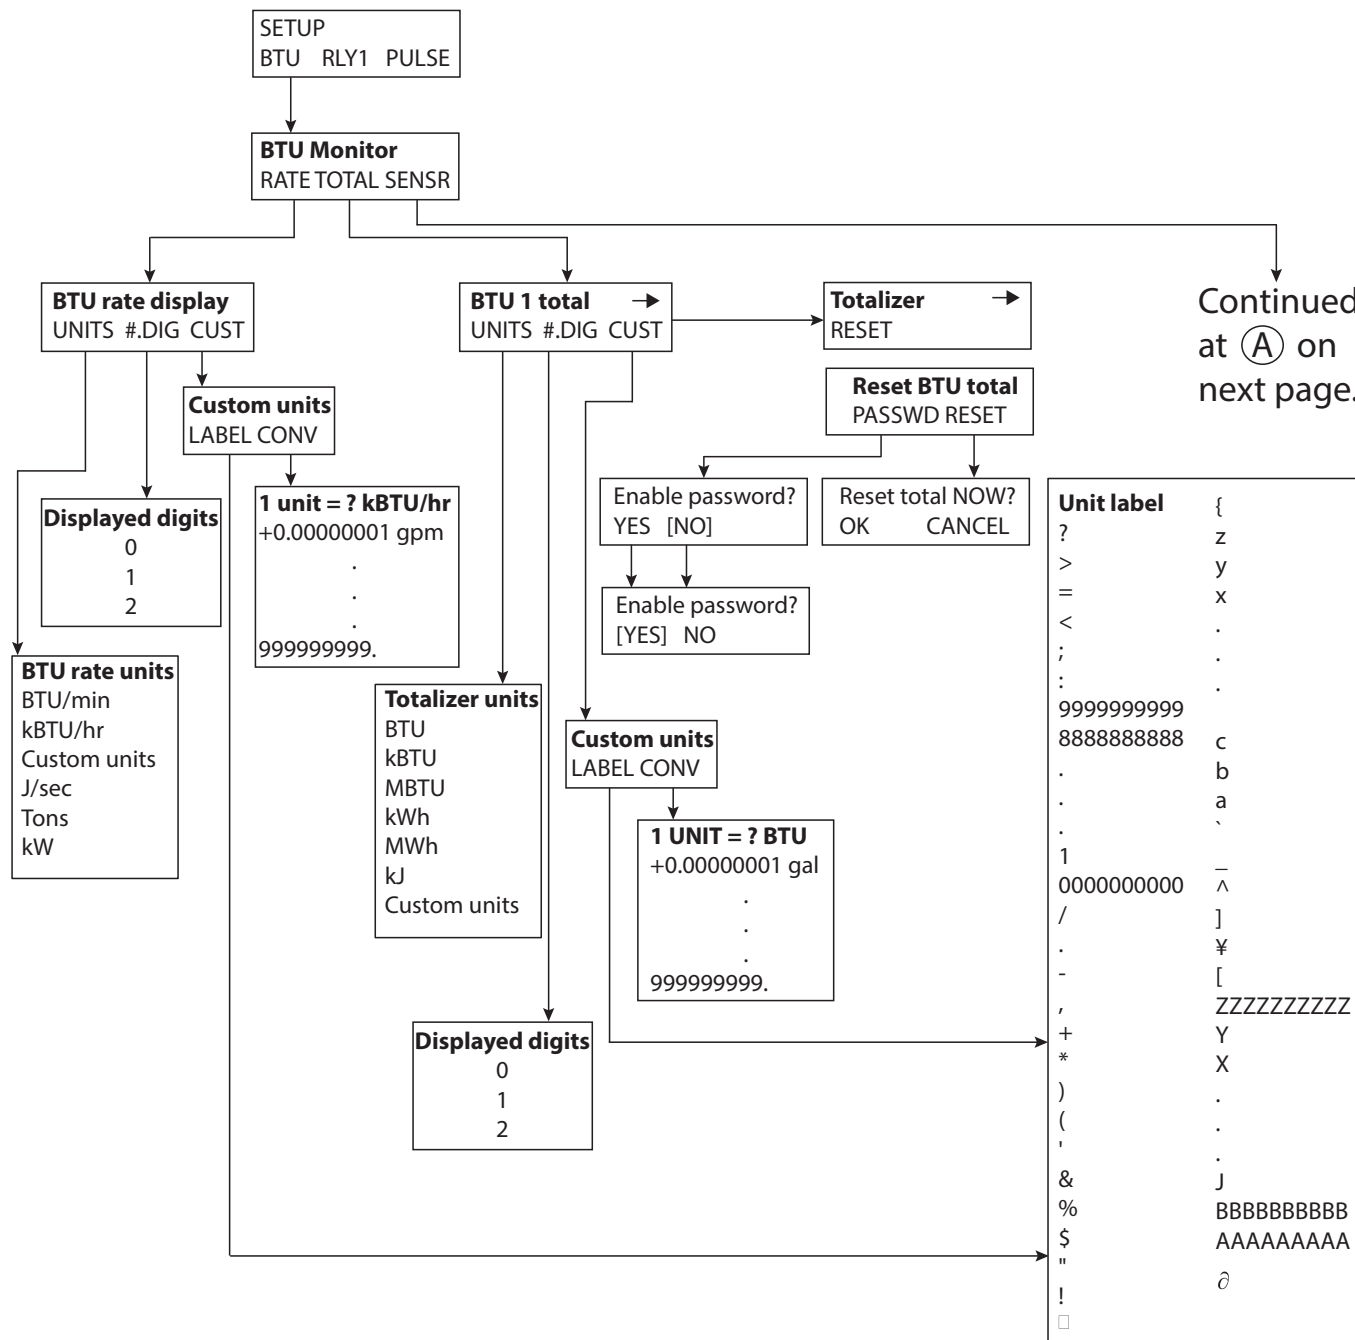 SETUP
BTU RLY1 PULSE
BTU Monitor
RATE TOTAL SENSR
BTU rate display
UNITS #.DIG CUST
BTU 1 total →
UNITS #.DIG CUST
Totalizer →
RESET
Continued
at Ⓐ on
next page.
Custom units
LABEL CONV
Reset BTU total
PASSWD RESET
Displayed digits
0
1
2
1 unit = ? kBTU/hr
+0.00000001 gpm
.
.
.
999999999.
Enable password?
YES [NO]
Reset total NOW?
OK CANCEL
Enable password?
[YES] NO
BTU rate units
BTU/min
kBTU/hr
Custom units
J/sec
Tons
kW
Totalizer units
BTU
kBTU
MBTU
kWh
MWh
kJ
Custom units
Custom units
LABEL CONV
1 UNIT = ? BTU
+0.00000001 gal
.
.
.
999999999.
Displayed digits
0
1
2
Unit label
?
>
=
<
;
:
9999999999
8888888888
.
.
.
1
0000000000
/
.
-
,
+
*
)
(
'
&
%
$
"
!
□
{
z
y
x
.
.
.
c
b
a
`
_
^
]
¥
[
ZZZZZZZZZZ
Y
X
.
.
.
J
BBBBBBBBBB
AAAAAAAAA
∂